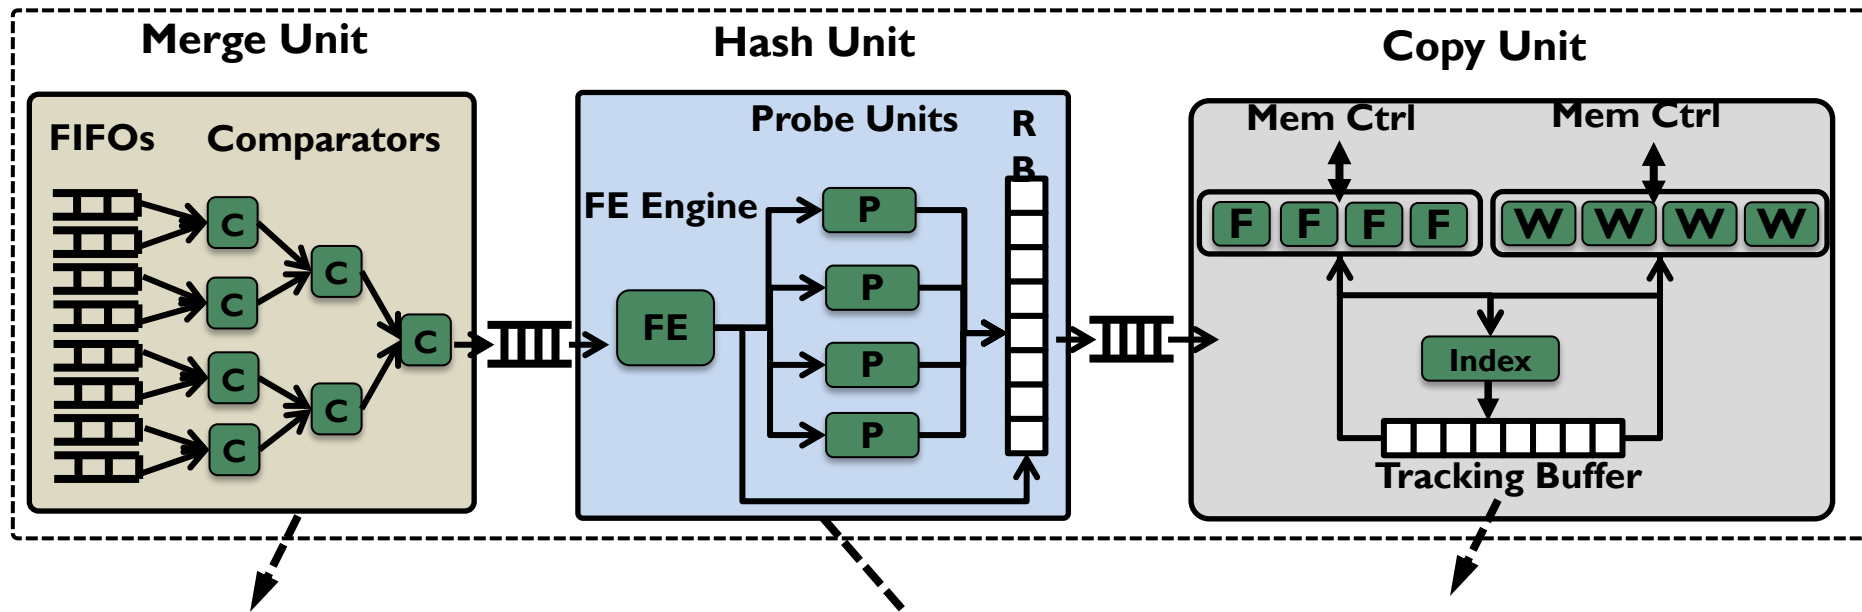 Merge Unit
Hash Unit
Copy Unit
FIFOs
Comparators
C
C
C
C
C
C
C
Probe Units
R
B
FE Engine
FE
P
P
P
P
Mem Ctrl
Mem Ctrl
F F F F
W W W W
Index
Tracking Buffer